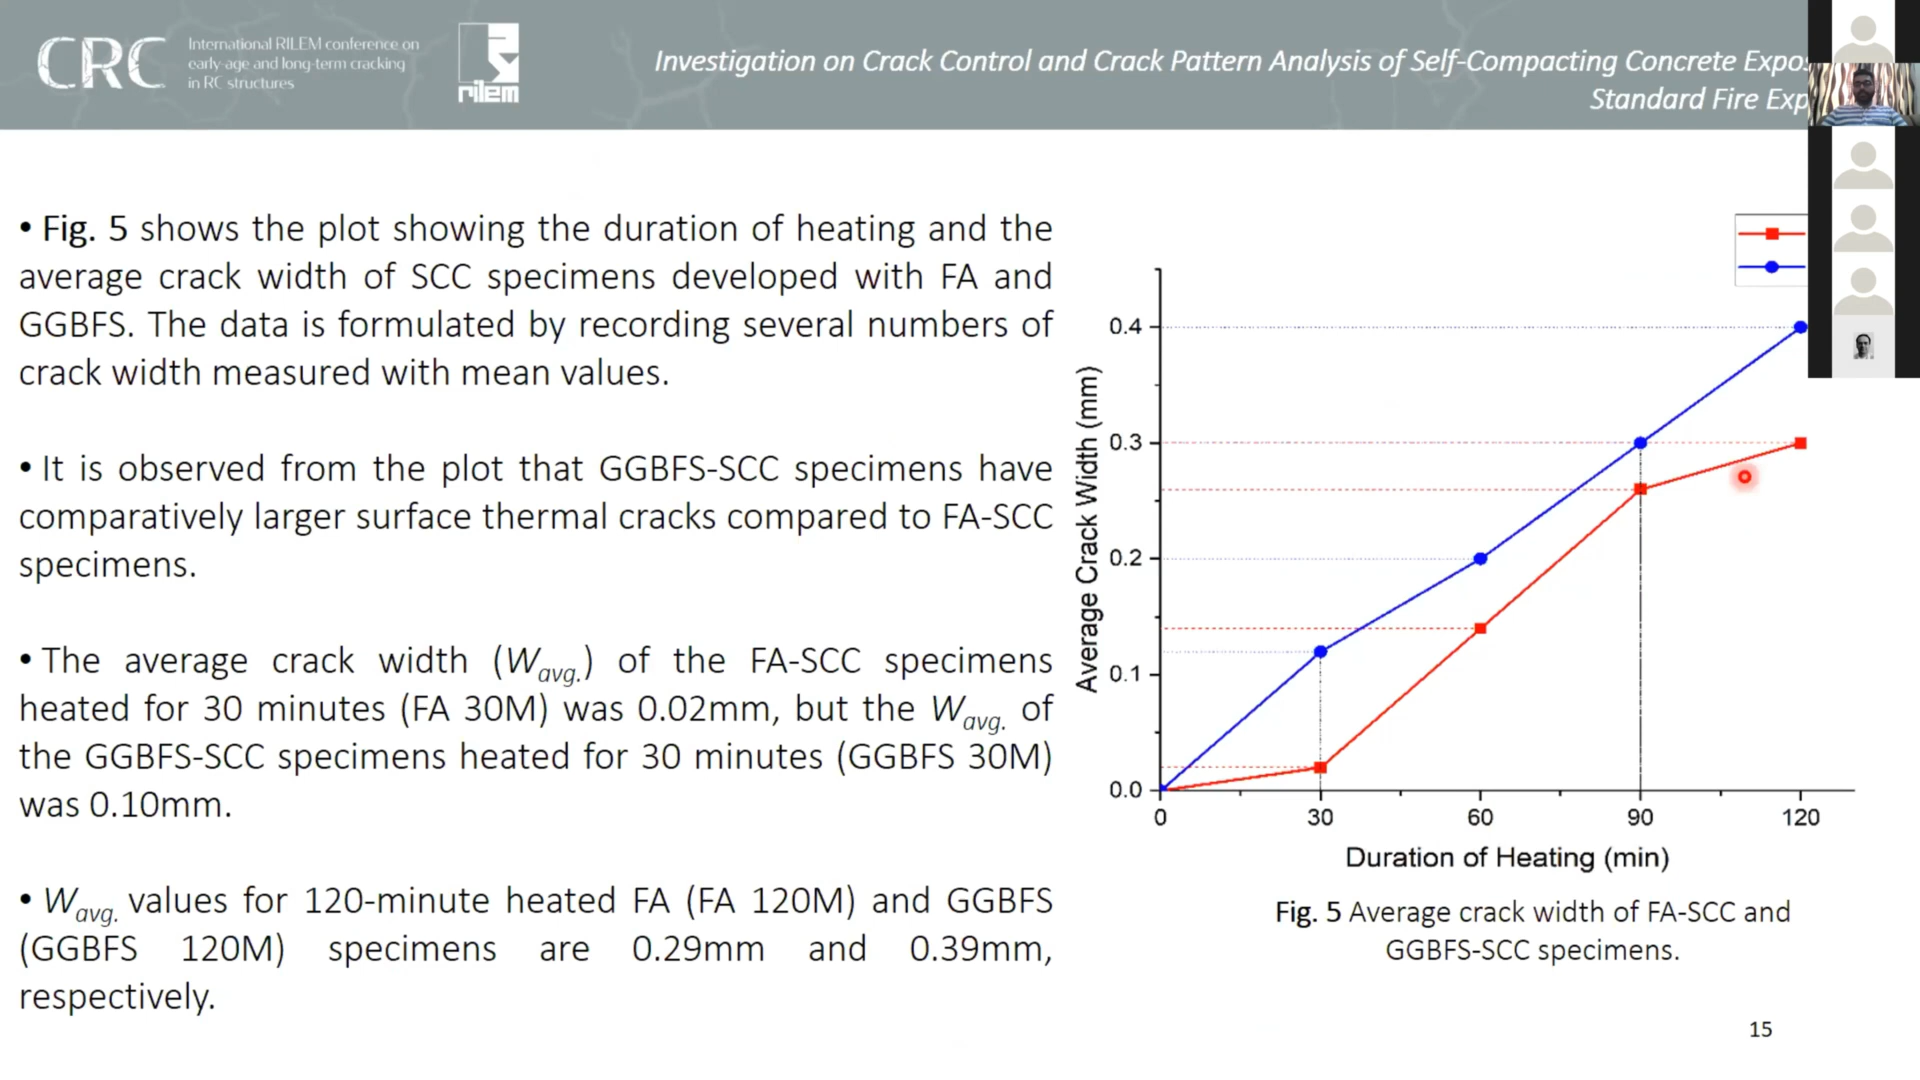 CRC
International RILEM conference on
early-age and long-term cracking
in RC structures
rilem
Investigation on Crack Control and Crack Pattern Analysis of Self-Compacting Concrete
Standard Fire
• Fig. 5 shows the plot showing the duration of heating and the
average crack width of SCC specimens developed with FA and
GGBFS. The data is formulated by recording several numbers of
crack width measured with mean values.
• It is observed from the plot that GGBFS-SCC specimens have
comparatively larger surface thermal cracks compared to FA-SCC
specimens.
• The average crack width (Wavg.) of the FA-SCC specimens
heated for 30 minutes (FA 30M) was 0.02mm, but the Wavg. of
the GGBFS-SCC specimens heated for 30 minutes (GGBFS 30M)
was 0.10mm.
• Wavg. values for 120-minute heated FA (FA 120M) and GGBFS
(GGBFS 120M) specimens are 0.29mm and 0.39mm,
respectively.
Average Crack Width (mm)
0.4
0.3
0.2
0.1
0.0
0 30 60 90 120
Duration of Heating (min)
Fig. 5 Average crack width of FA-SCC and
GGBFS-SCC specimens.
15